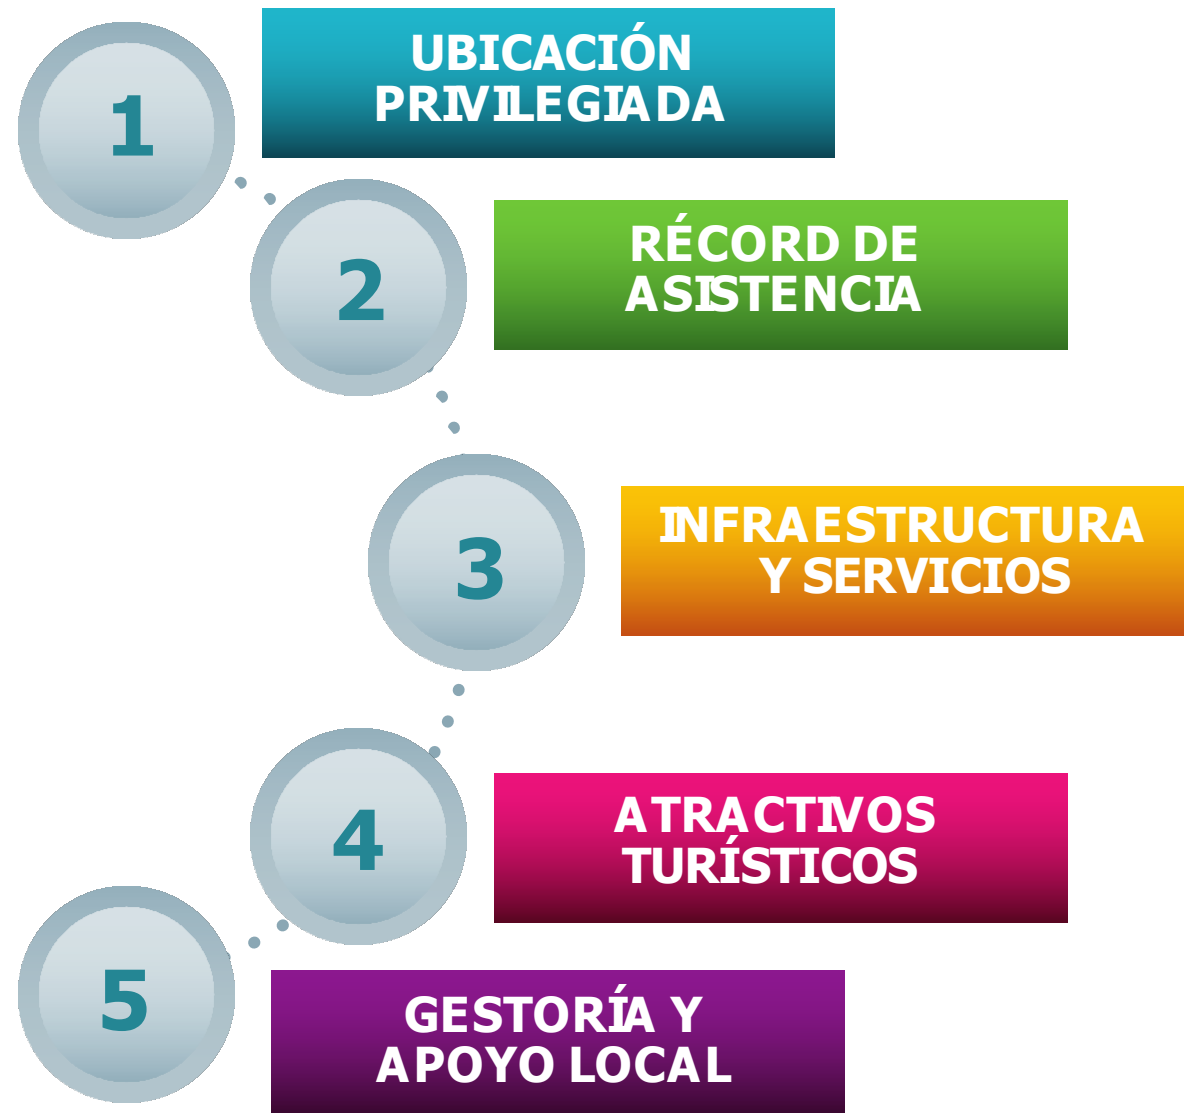 1
UBICACIÓN
PRIVILEGIADA
2
RÉCORD DE
ASISTENCIA
3
INFRAESTRUCTURA
Y SERVICIOS
4
ATRACTIVOS
TURÍSTICOS
5
GESTORÍA Y
APOYO LOCAL